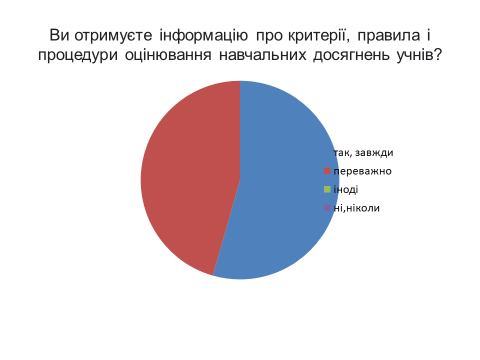 Ви отримуєте інформацію про критерії, правила і
процедури оцінювання навчальних досягнень учнів?
так, завжди
переважно
іноді
ні,ніколи